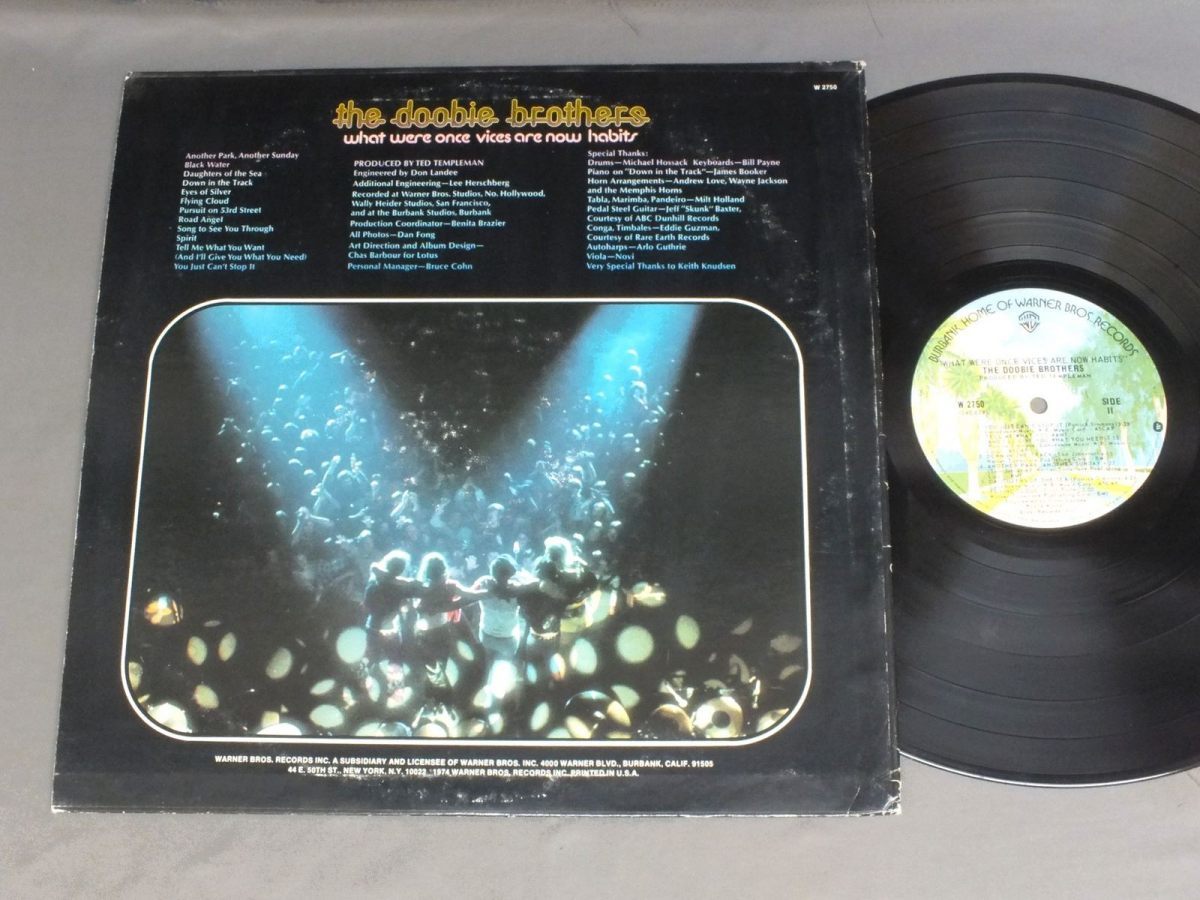 W 2750
the doobie brothers
what were once vices are now habits
Another Park, Another Sunday
Black Water
Daughters of the Sea
Down in the Track
Eyes of Silver
Flying Cloud
Pursuit on 53rd Street
Road Angel
Song to See You Through
Spirit
Tell Me What You Want
(And I'll Give You What You Need)
You Just Can't Stop It
PRODUCED BY TED TEMPLEMAN
Engineered by Don Landee
Additional Engineering—Lee Herschberg
Recorded at Warner Bros. Studios, No. Hollywood,
Wally Heider Studios, San Francisco,
and at the Burbank Studios, Burbank
Production Coordinator—Benita Brazier
All Photos—Dan Fong
Art Direction and Album Design—
Chas Barbour for Lotus
Personal Manager—Bruce Cohn
Special Thanks:
Drums—Michael Hossack Keyboards—Bill Payne
Piano on "Down in the Track"—James Booker
Horn Arrangements—Andrew Love, Wayne Jackson
and the Memphis Horns
Tabla, Marimba, Pandeiro—Milt Holland
Pedal Steel Guitar—Jeff "Skunk" Baxter,
Courtesy of ABC Dunhill Records
Conga, Timbales—Eddie Guzman,
Courtesy of Rare Earth Records
Autoharps—Arlo Guthrie
Viola—Novi
Very Special Thanks to Keith Knudsen
WARNER BROS. RECORDS INC. A SUBSIDIARY AND LICENSEE OF WARNER BROS. INC. 4000 WARNER BLVD., BURBANK, CALIF. 91505
44 E. 50TH ST., NEW YORK, N.Y. 10022 1974 WARNER BROS. RECORDS INC. PRINTED IN U.S.A.
BURBANK, HOME OF WARNER BROS. RECORDS
"WHAT WERE ONCE VICES ARE NOW HABITS"
THE DOOBIE BROTHERS
PRODUCED BY TED TEMPLEMAN
W 2750
SIDE
II